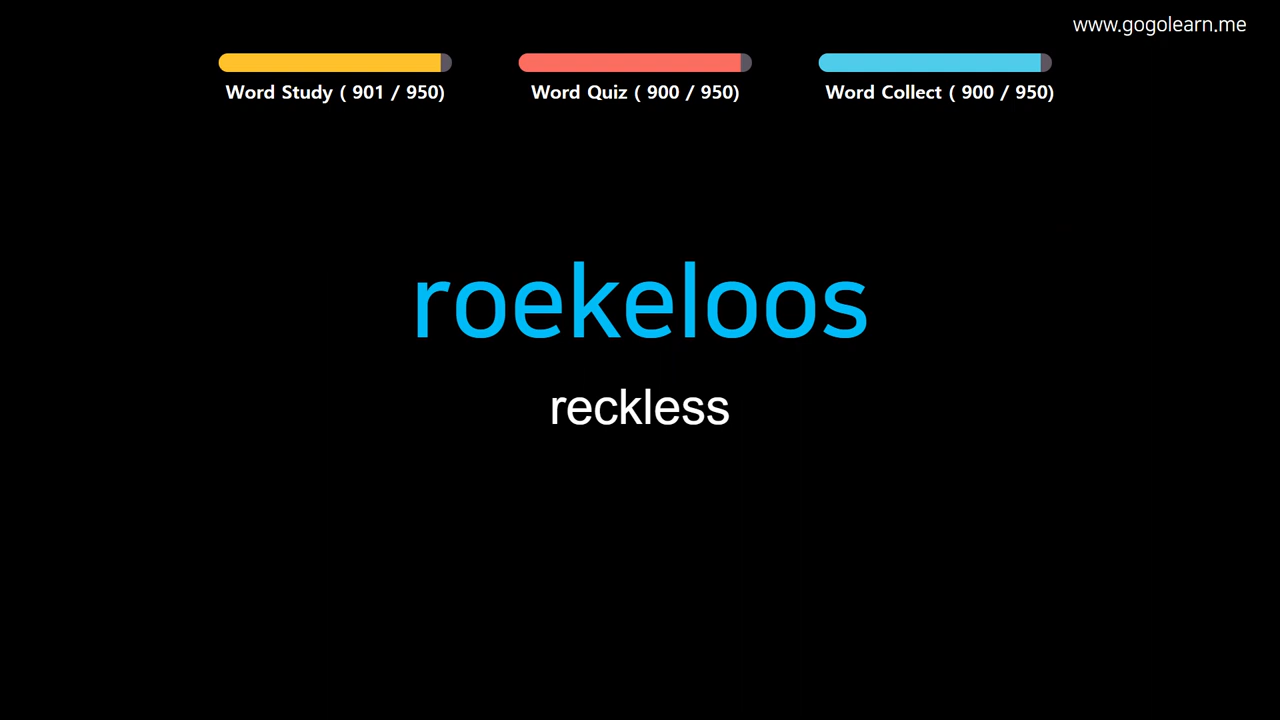 www.gogolearn.me
Word Study ( 901 / 950)
Word Quiz ( 900 / 950)
Word Collect ( 900 / 950)
roekeloos
reckless